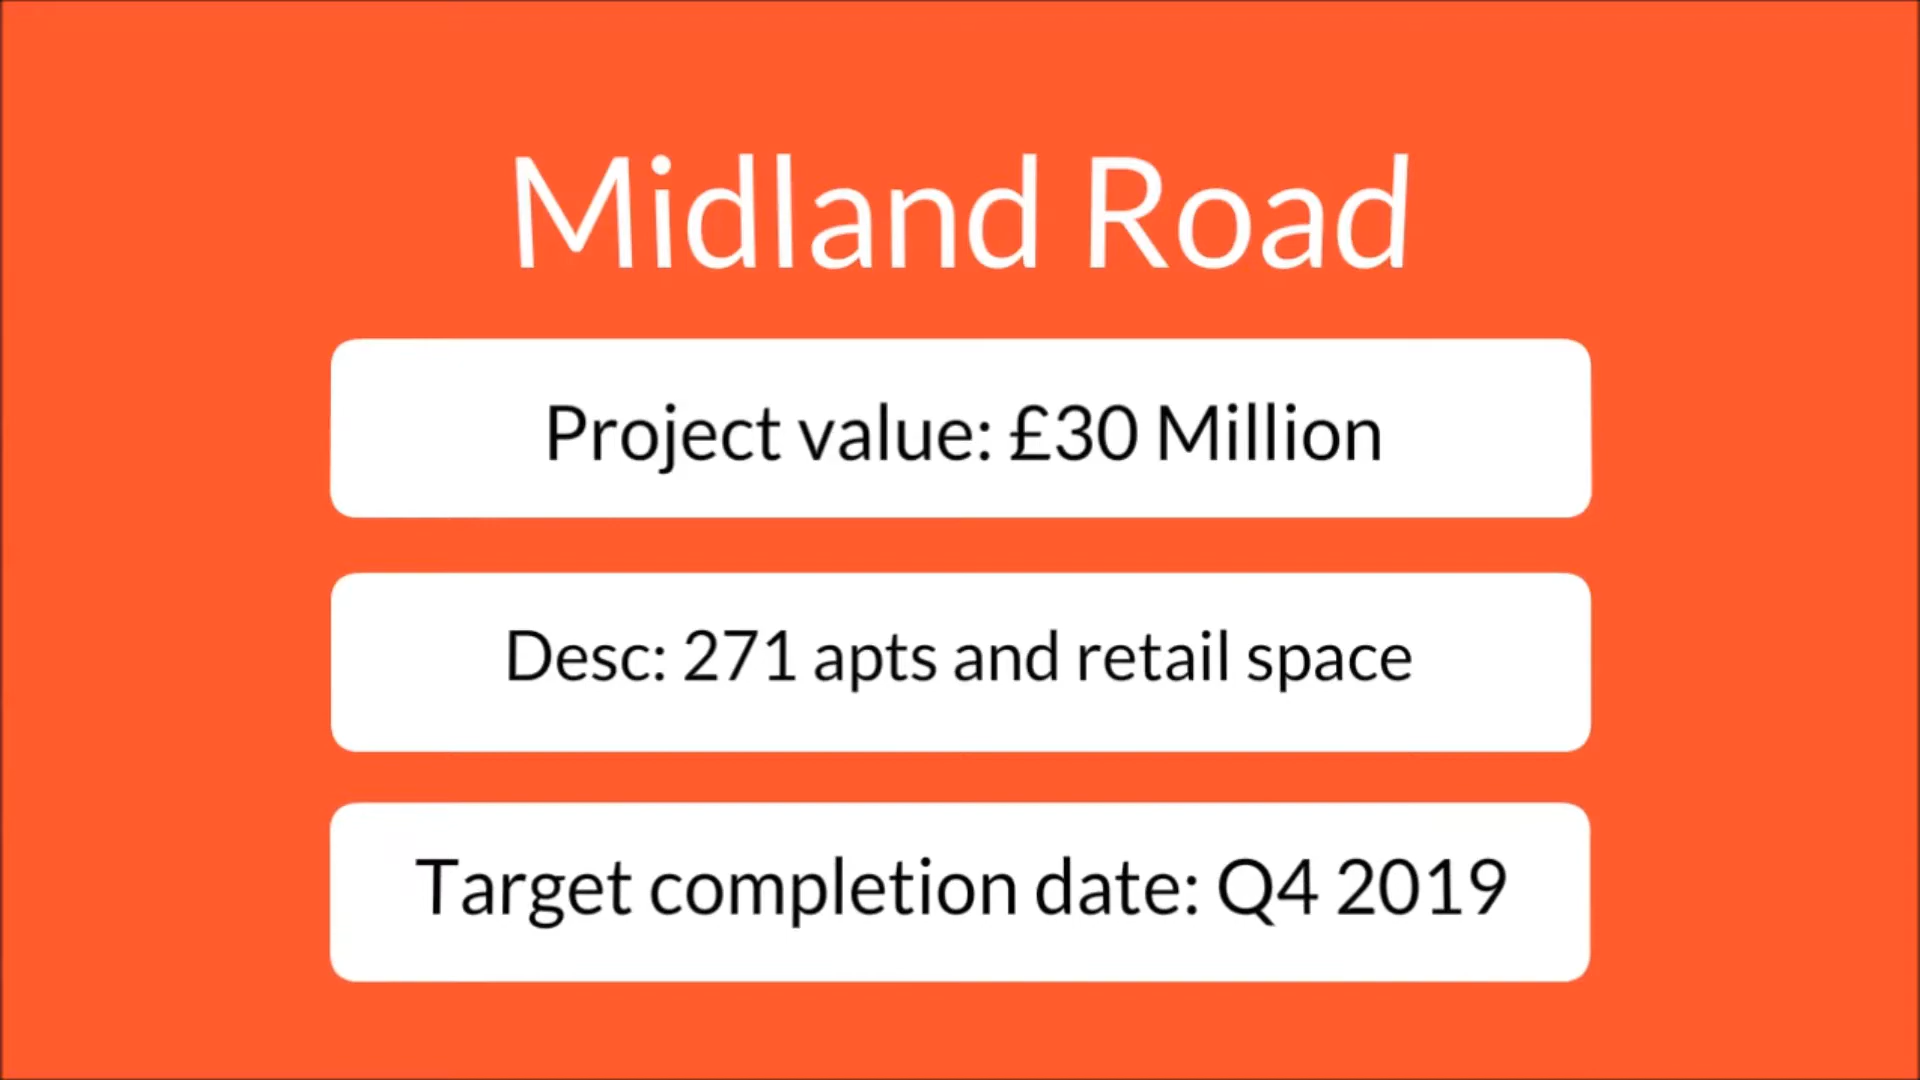 Midland Road
Project value: £30 Million
Desc: 271 apts and retail space
Target completion date: Q4 2019